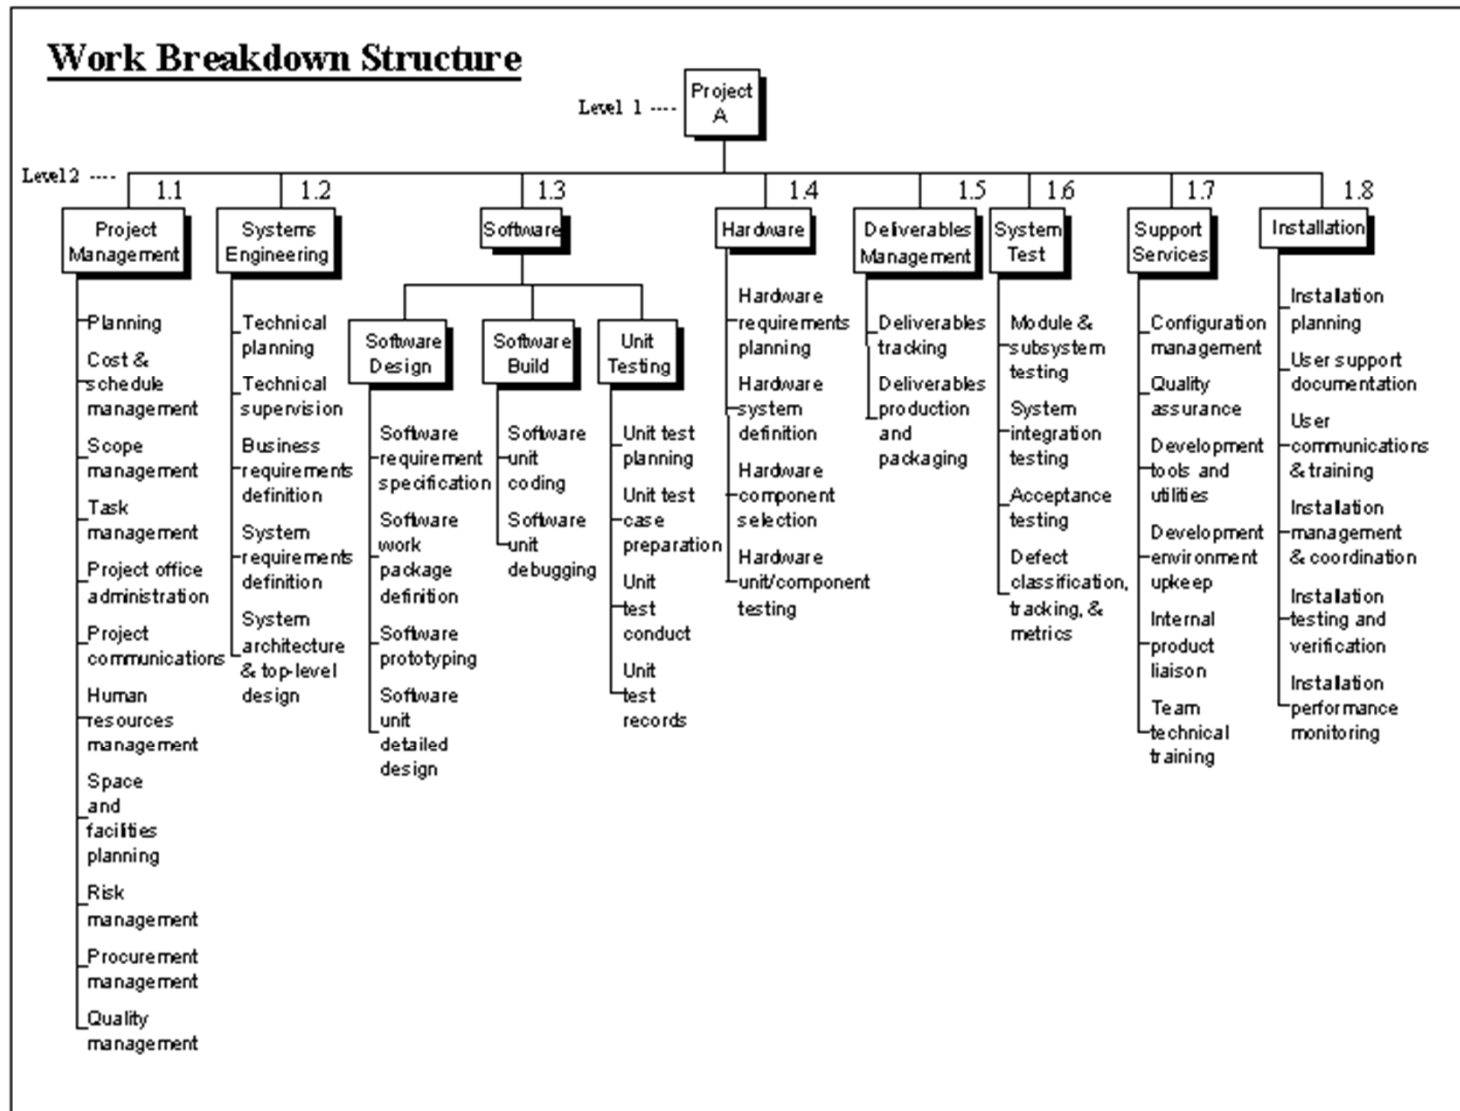 Work Breakdown Structure
Level 1 ----
Project
A
Level 2 ----
1.1
1.2
1.3
1.4
1.5
1.6
1.7
1.8
Project
Management
Planning
Cost &
schedule
management
Scope
management
Task
management
Project office
administration
Project
communications
Human
resources
management
Space
and
facilities
planning
Risk
management
Procurement
management
Quality
management
Systems
Engineering
Technical
planning
Technical
supervision
Business
requirements
definition
System
requirements
definition
System
architecture
& top-level
design
Software
Software
Design
Software
requirement
specification
Software
work
package
definition
Software
prototyping
Software
unit
detailed
design
Software
Build
Software
unit
coding
Software
unit
debugging
Unit
Testing
Unit test
planning
Unit test
case
preparation
Unit
test
conduct
Unit
test
records
Hardware
Hardware
requirements
planning
Hardware
system
definition
Hardware
component
selection
Hardware
unit/component
testing
Deliverables
Management
Deliverables
tracking
Deliverables
production
and
packaging
System
Test
Module &
subsystem
testing
System
integration
testing
Acceptance
testing
Defect
classification,
tracking, &
metrics
Support
Services
Configuration
management
Quality
assurance
Development
tools and
utilities
Development
environment
upkeep
Internal
product
liaison
Team
technical
training
Installation
Installation
planning
User support
documentation
User
communications
& training
Installation
management
& coordination
Installation
testing and
verification
Installation
performance
monitoring